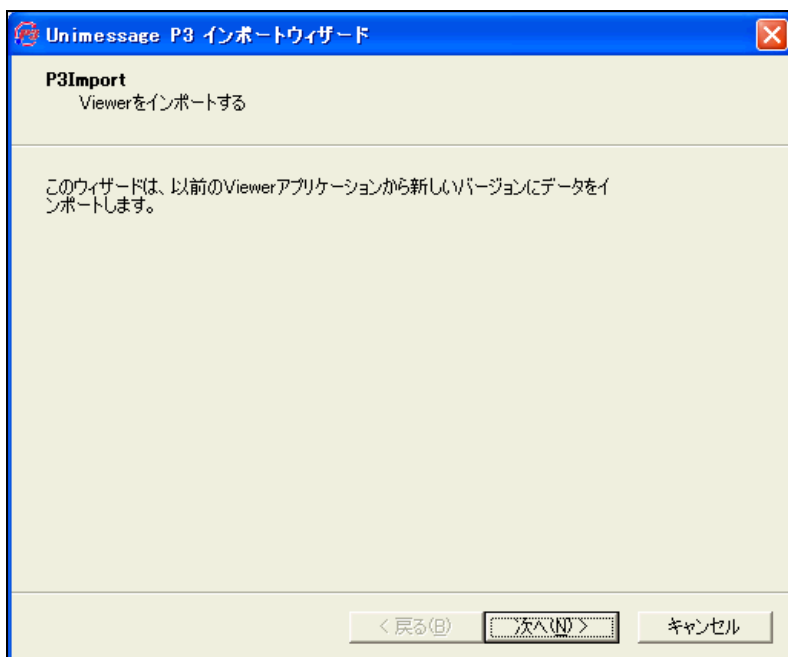 Unimessage P3 インポートウィザード
P3Import
Viewerをインポートする
このウィザードは、以前のViewerアプリケーションから新しいバージョンにデータをイ
ンポートします。
< 戻る(B)
次へ(N) >
キャンセル